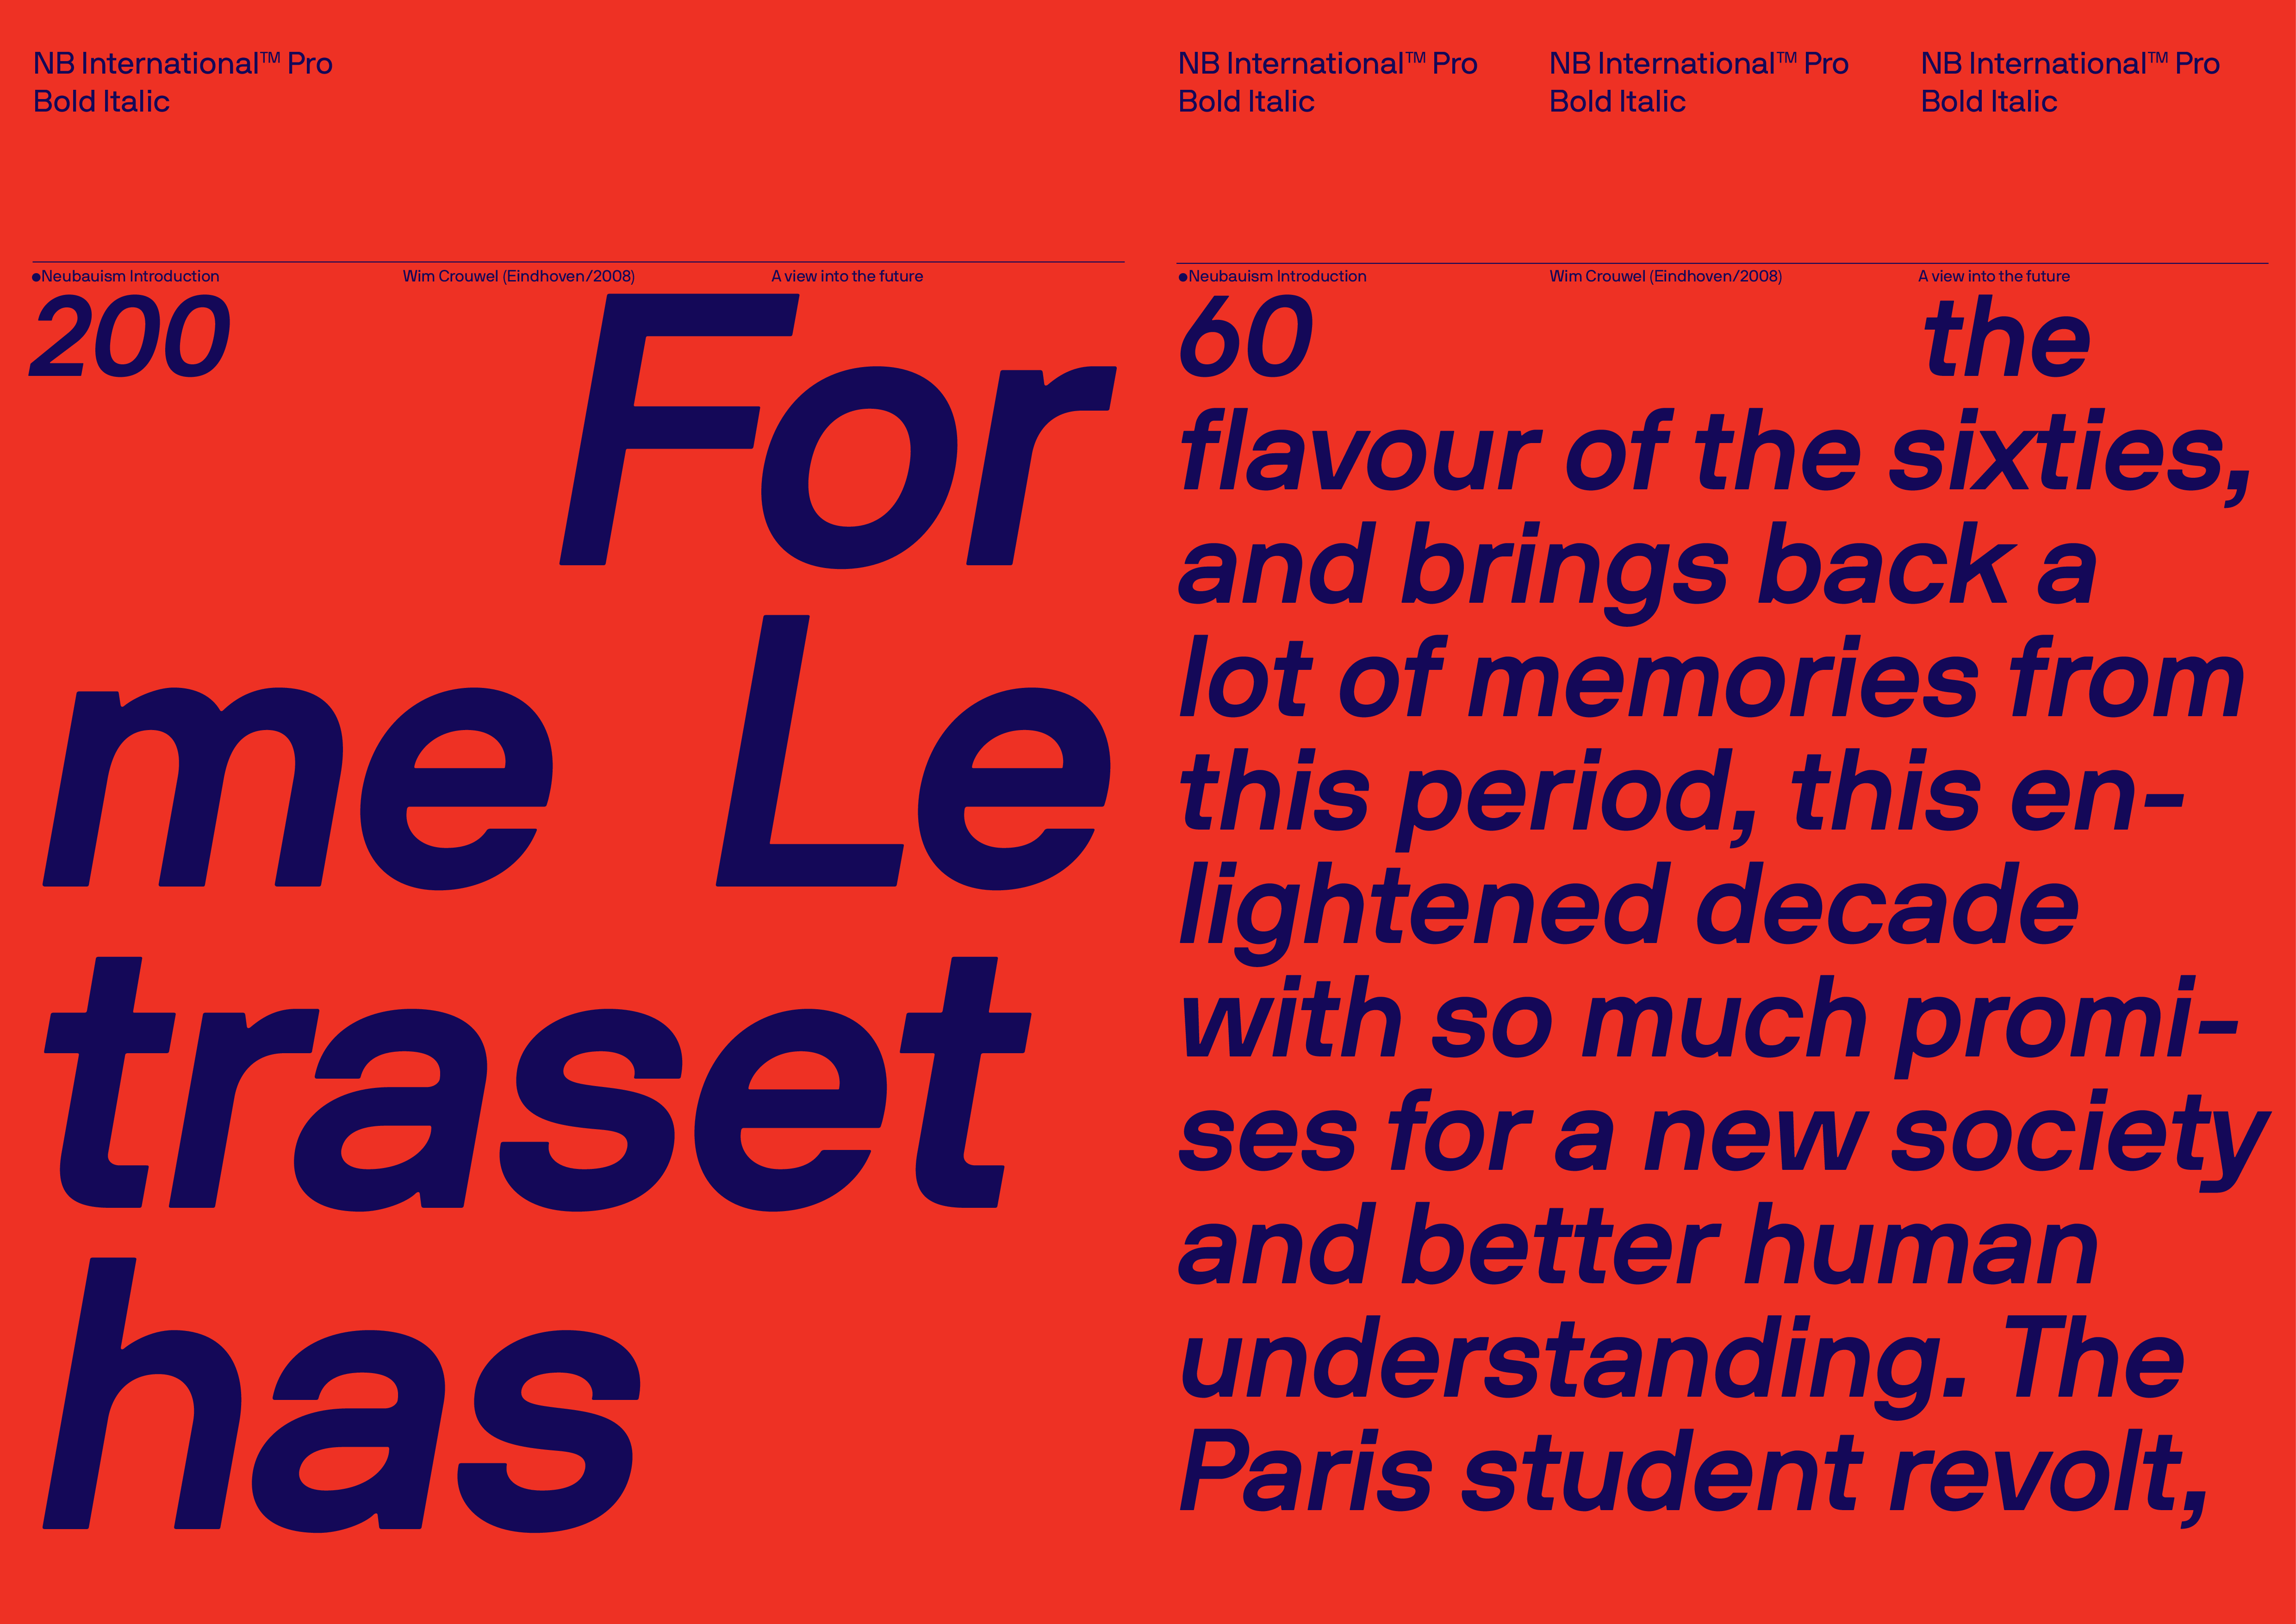 NB International™ Pro
Bold Italic
●Neubauism Introduction
Wim Crouwel (Eindhoven/2008)
A view into the future
200
For
me Le
traset
has
NB International™ Pro
Bold Italic
NB International™ Pro
Bold Italic
NB International™ Pro
Bold Italic
●Neubauism Introduction
Wim Crouwel (Eindhoven/2008)
A view into the future
60 the
flavour of the sixties,
and brings back a
lot of memories from
this period, this en-
lightened decade
with so much promi-
ses for a new society
and better human
understanding. The
Paris student revolt,